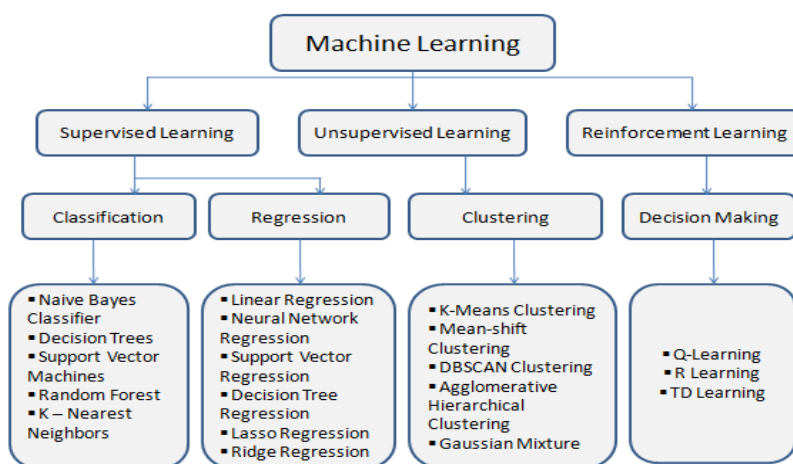 Machine Learning
Supervised Learning
Unsupervised Learning
Reinforcement Learning
Classification
Regression
Clustering
Decision Making
▪ Naive Bayes
Classifier
▪ Decision Trees
▪ Support Vector
Machines
▪ Random Forest
▪ K – Nearest
Neighbors
▪ Linear Regression
▪ Neural Network
Regression
▪ Support Vector
Regression
▪ Decision Tree
Regression
▪ Lasso Regression
▪ Ridge Regression
▪ K-Means Clustering
▪ Mean-shift
Clustering
▪ DBSCAN Clustering
▪ Agglomerative
Hierarchical
Clustering
▪ Gaussian Mixture
▪ Q-Learning
▪ R Learning
▪ TD Learning